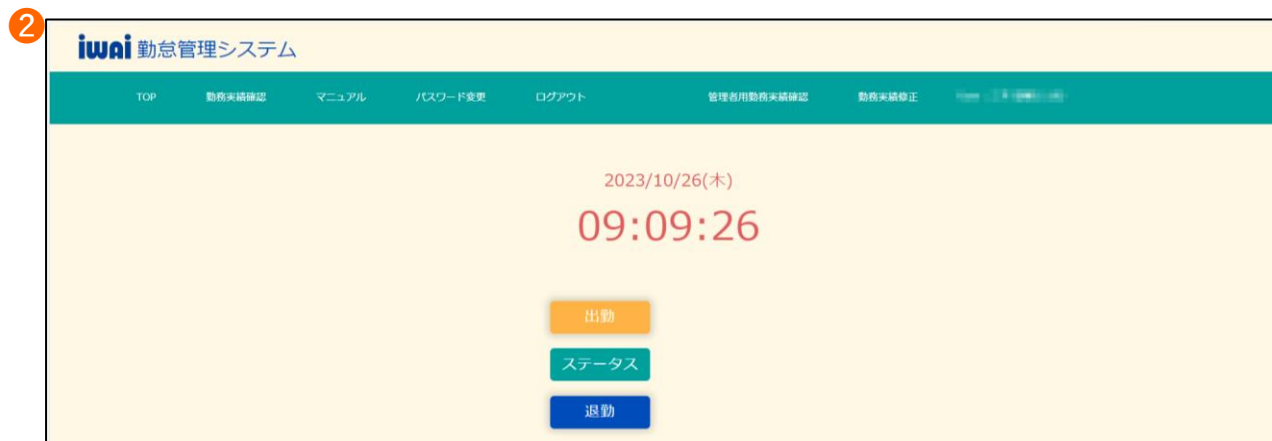 2
iwai 勤怠管理システム
TOP 勤務実績確認 マニュアル パスワード変更 ログアウト 管理者用勤務実績確認 勤務実績修正
2023/10/26(木)
09:09:26
出勤
ステータス
退勤